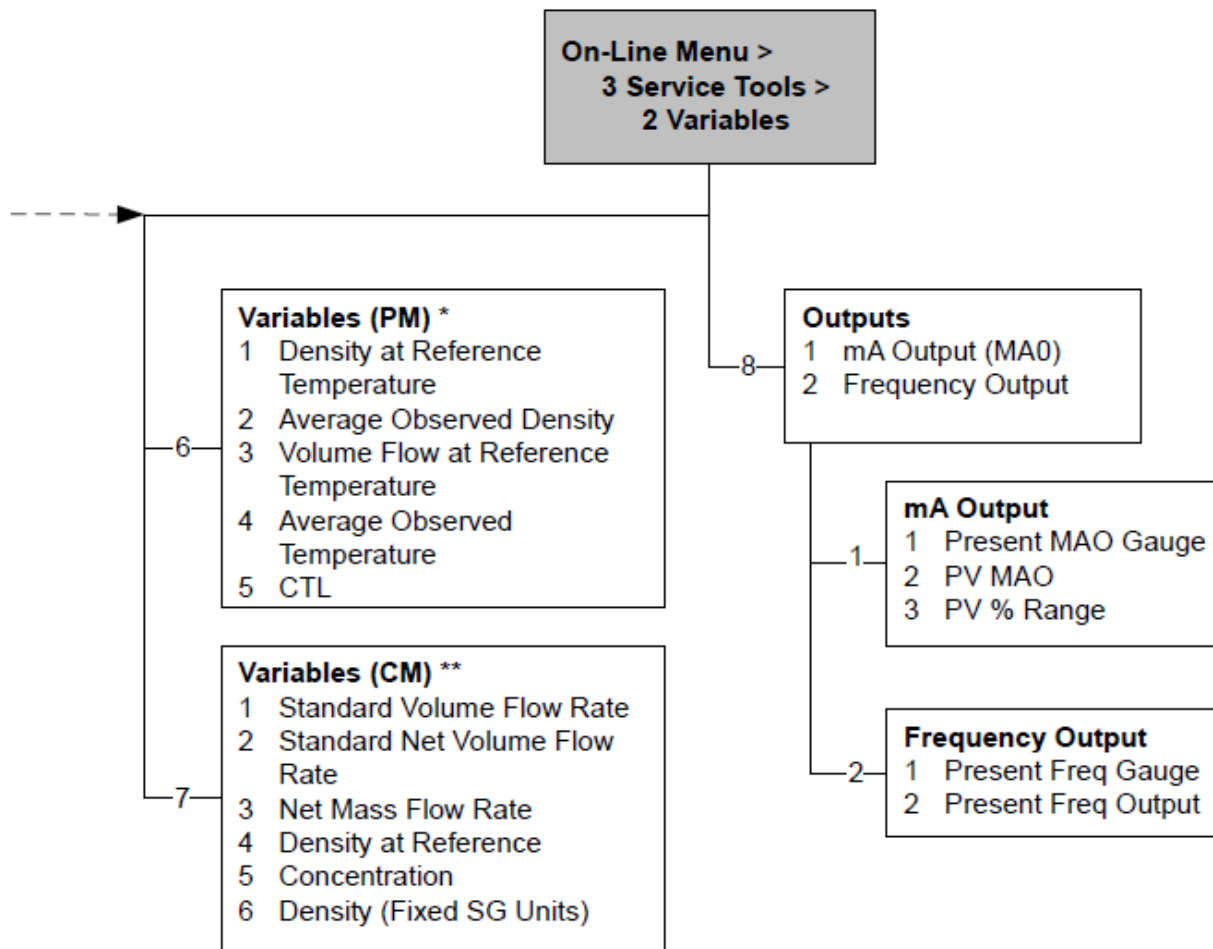 On-Line Menu >
3 Service Tools >
2 Variables
6
Variables (PM) *
1 Density at Reference
Temperature
2 Average Observed Density
3 Volume Flow at Reference
Temperature
4 Average Observed
Temperature
5 CTL
7
Variables (CM) **
1 Standard Volume Flow Rate
2 Standard Net Volume Flow
Rate
3 Net Mass Flow Rate
4 Density at Reference
5 Concentration
6 Density (Fixed SG Units)
8
Outputs
1 mA Output (MA0)
2 Frequency Output
1
mA Output
1 Present MAO Gauge
2 PV MAO
3 PV % Range
2
Frequency Output
1 Present Freq Gauge
2 Present Freq Output